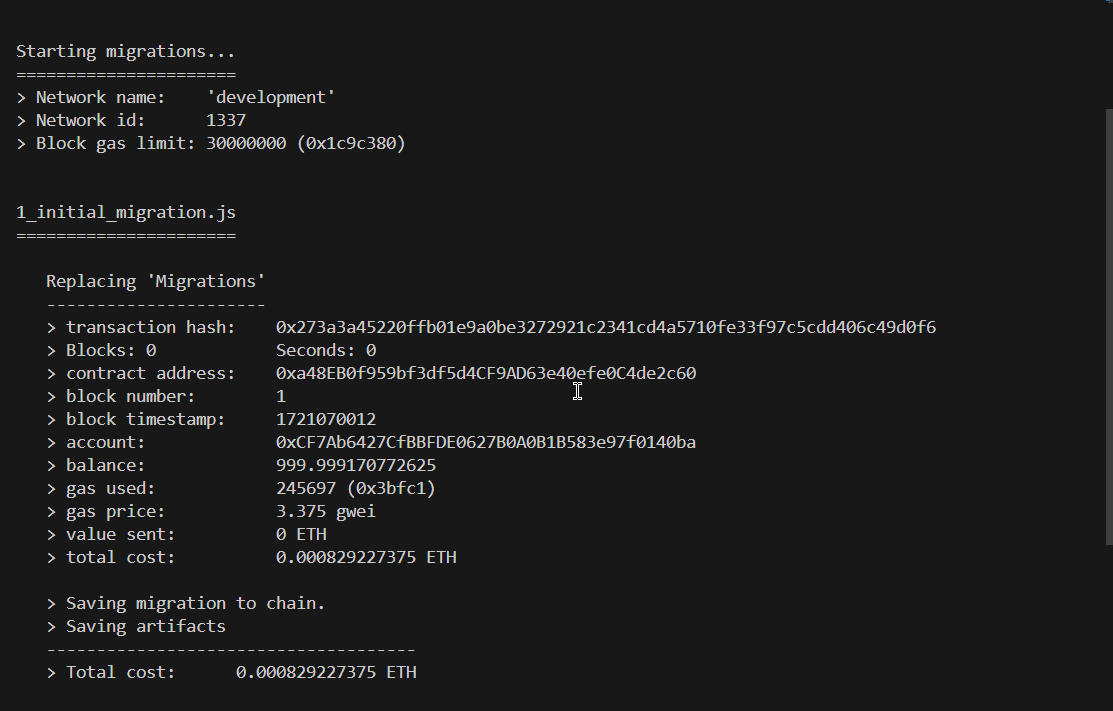 Starting migrations...
======================
> Network name:    'development'
> Network id:      1337
> Block gas limit: 30000000 (0x1c9c380)
1_initial_migration.js
======================
Replacing 'Migrations'
----------------------
> transaction hash:    0x273a3a45220ffb01e9a0be3272921c2341cd4a5710fe33f97c5cdd406c49d0f6
> Blocks: 0            Seconds: 0
> contract address:    0xa48EB0f959bf3df5d4CF9AD63e40efe0C4de2c60
> block number:        1
> block timestamp:     1721070012
> account:             0xCF7Ab6427CfBBFDE0627B0A0B1B583e97f0140ba
> balance:             999.999170772625
> gas used:            245697 (0x3bfc1)
> gas price:           3.375 gwei
> value sent:          0 ETH
> total cost:          0.000829227375 ETH
> Saving migration to chain.
> Saving artifacts
-------------------------------------
> Total cost:      0.000829227375 ETH